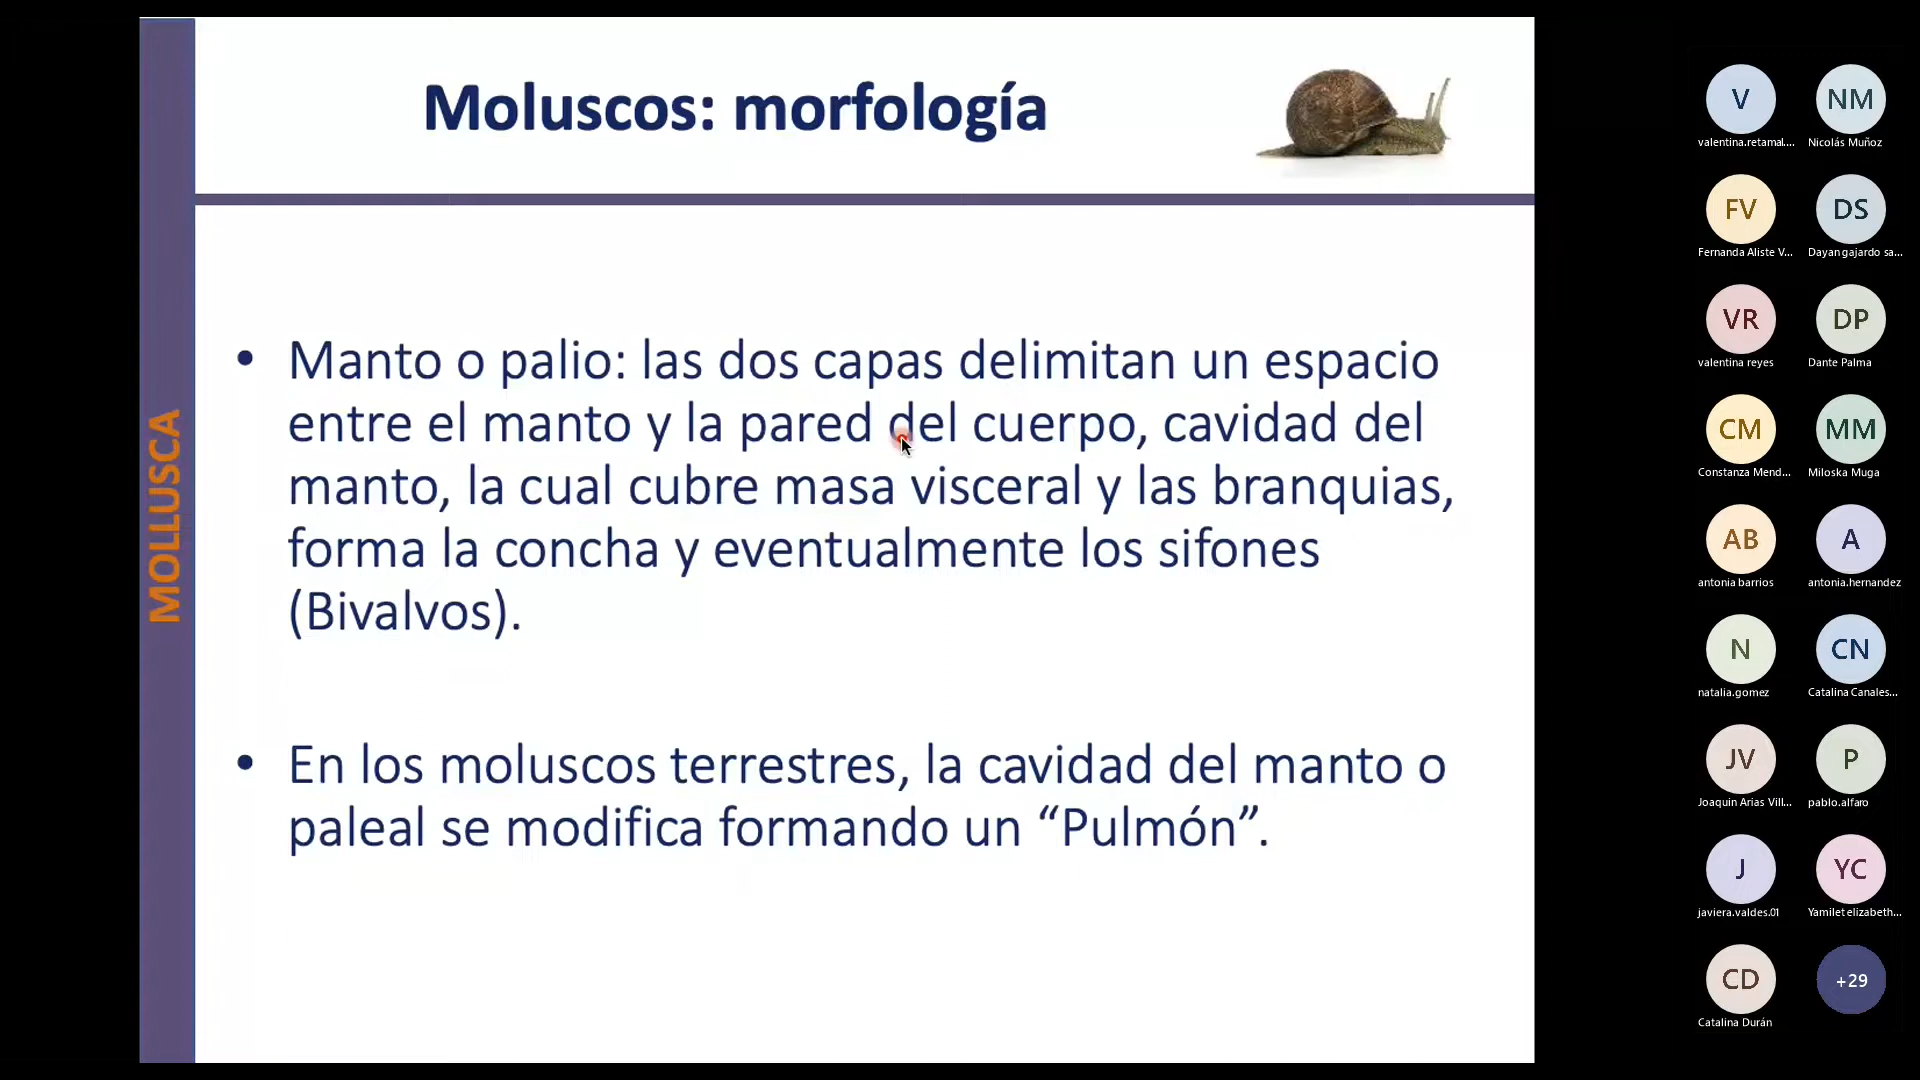 Moluscos: morfología
MOLLUSCA
• Manto o palio: las dos capas delimitan un espacio
entre el manto y la pared del cuerpo, cavidad del
manto, la cual cubre masa visceral y las branquias,
forma la concha y eventualmente los sifones
(Bivalvos).
• En los moluscos terrestres, la cavidad del manto o
paleal se modifica formando un “Pulmón”.
V
valentina.retamal....
NM
Nicolás Muñoz
FV
Fernanda Aliste V...
DS
Dayan gajardo sa...
VR
valentina reyes
DP
Dante Palma
CM
Constanza Mend...
MM
Miloska Muga
AB
antonia barrios
A
antonia.hernandez
N
natalia.gomez
CN
Catalina Canales...
JV
Joaquin Arias Vill...
P
pablo.alfaro
J
javiera.valdes.01
YC
Yamilet elizabeth...
CD
Catalina Durán
+29